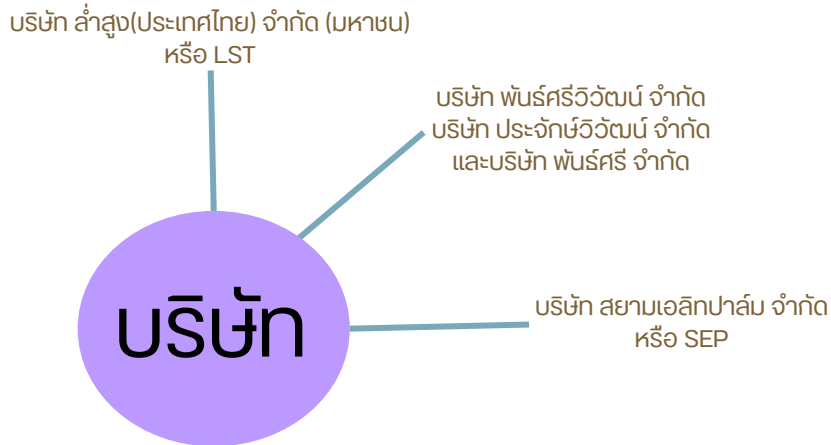 บริษัท ล่ำสูง(ประเทศไทย) จำกัด (มหาชน)
หรือ LST
บริษัท พันธ์ศรีวิวัฒน์ จำกัด
บริษัท ประจักษ์วิวัฒน์ จำกัด
และบริษัท พันธ์ศรี จำกัด
บริษัท
บริษัท สยามเอลิทปาล์ม จำกัด
หรือ SEP